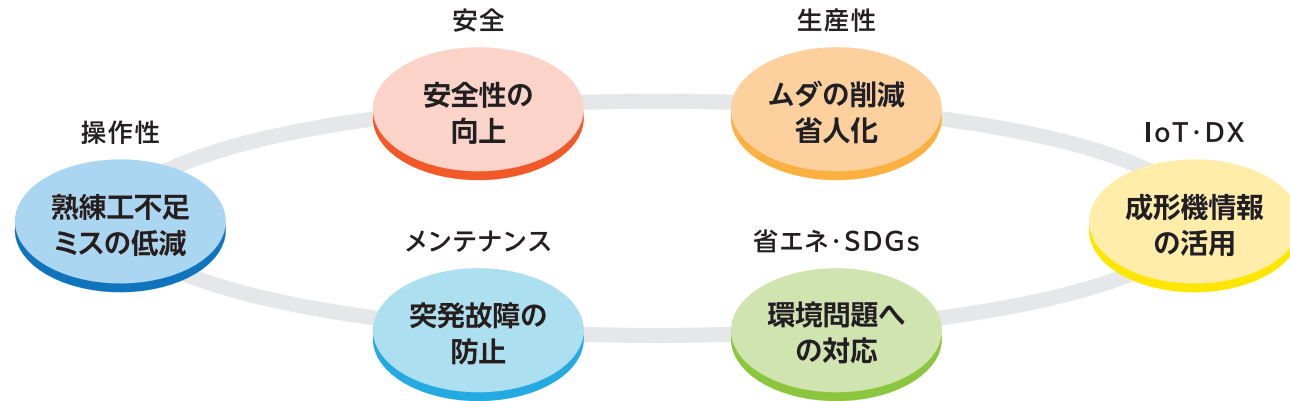 安全
安全性の
向上
生産性
ムダの削減
省人化
操作性
熟練工不足
ミスの低減
IoT・DX
成形機情報
の活用
メンテナンス
突発故障の
防止
省エネ・SDGs
環境問題へ
の対応